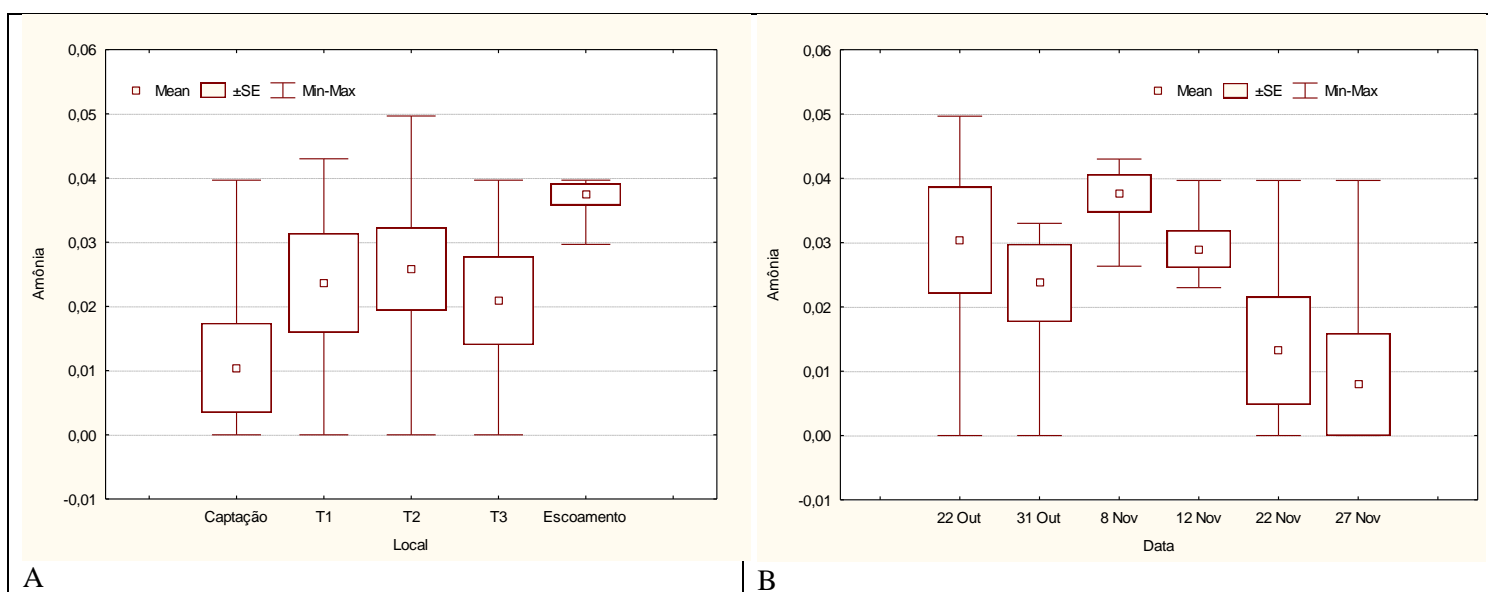 0,06
0,05
0,04
0,03
0,02
0,01
0,00
-0,01
Amônia
Mean ±SE Min-Max
Captação T1 T2 T3 Escoamento
Local
A
0,06
0,05
0,04
0,03
0,02
0,01
0,00
-0,01
Amônia
Mean ±SE Min-Max
22 Out 31 Out 8 Nov 12 Nov 22 Nov 27 Nov
Data
B